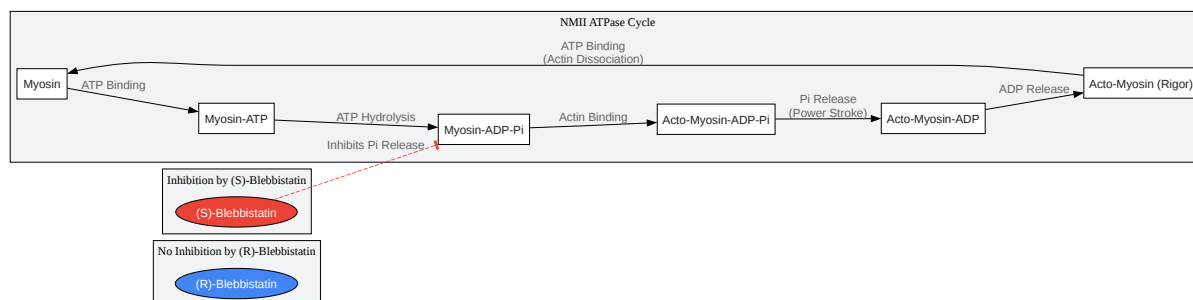 NMII ATPase Cycle
ATP Binding
(Actin Dissociation)
Myosin
ATP Binding
Acto-Myosin (Rigor)
ADP Release
Pi Release
(Power Stroke)
Myosin-ATP
ATP Hydrolysis
Myosin-ADP-Pi
Actin Binding
Acto-Myosin-ADP-Pi
Acto-Myosin-ADP
Inhibits Pi Release
Inhibition by (S)-Blebbistatin
(S)-Blebbistatin
No Inhibition by (R)-Blebbistatin
(R)-Blebbistatin